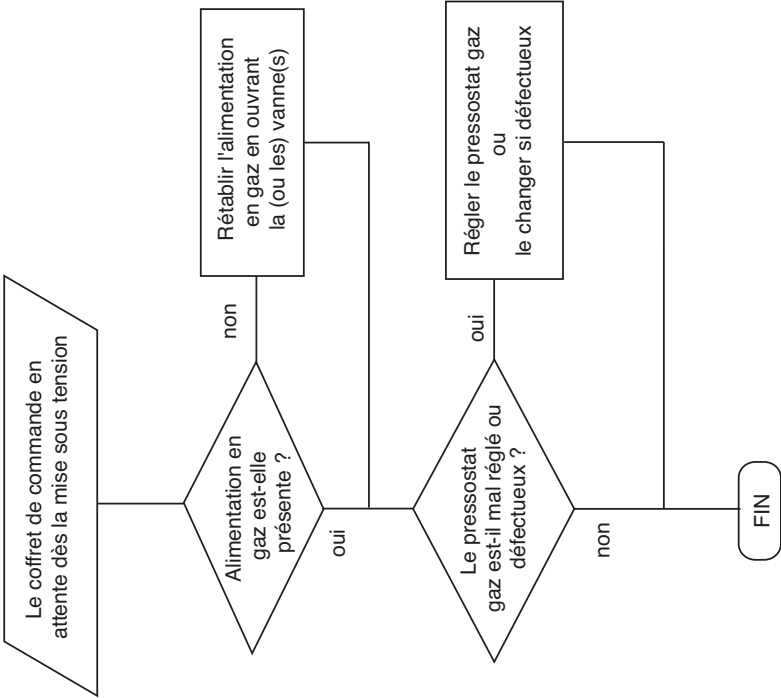 Le coffret de commande en
attente dès la mise sous tension
Alimentation en
gaz est-elle
présente ?
non
Rétablir l'alimentation
en gaz en ouvrant
la (ou les) vanne(s)
oui
Le pressostat
gaz est-il mal réglé ou
défectueux ?
oui
Régler le pressostat gaz
ou
le changer si défectueux
non
FIN